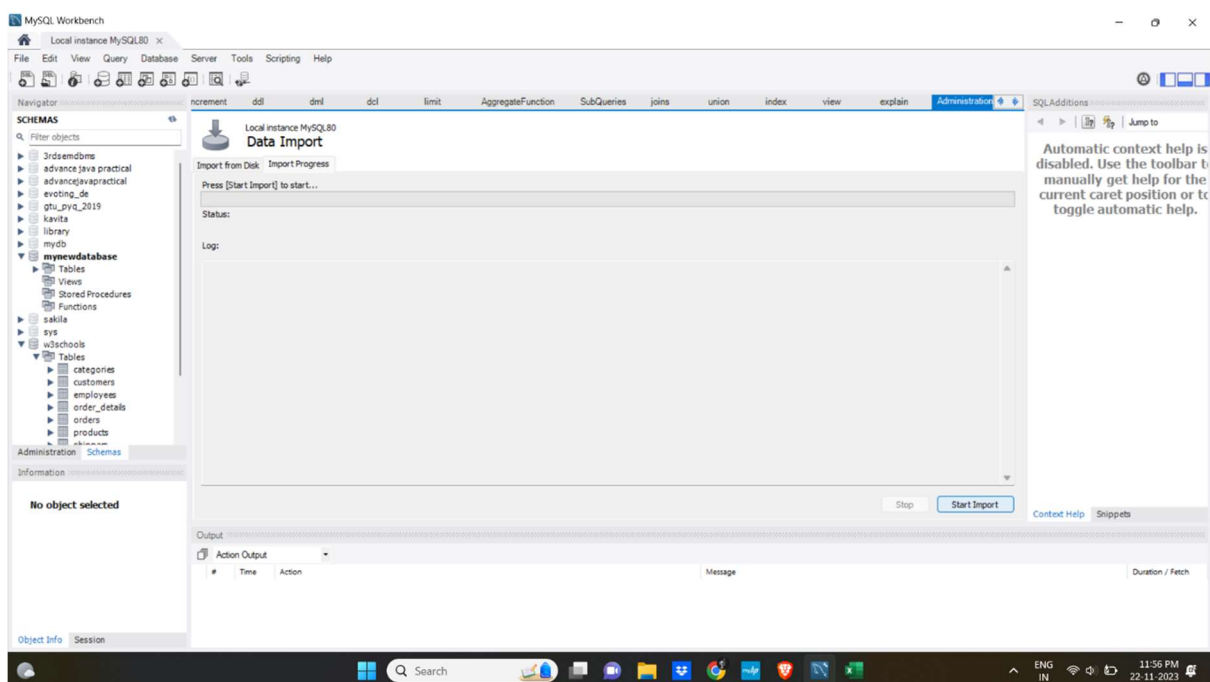 MySQL Workbench
Local instance MySQL80 ×
File Edit View Query Database Server Tools Scripting Help
Navigator
SCHEMAS
Filter objects
3rdsemdbms
advance java practical
advancejavapractical
evoting_de
gtu_pyq_2019
kavita
library
mydb
mynewdatabase
Tables
Views
Stored Procedures
Functions
sakila
sys
w3schools
Tables
categories
customers
employees
order_details
orders
products
Administration Schemas
Information
No object selected
Object Info Session
ncrement ddl dml dcl limit AggregateFunction SubQueries joins union index view explain Administration
Local instance MySQL80
Data Import
Import from Disk Import Progress
Press [Start Import] to start...
Status:
Log:
Stop Start Import
Output
Action Output
# Time Action Message Duration / Fetch
SQLAdditions
Jump to
Automatic context help is
disabled. Use the toolbar t
manually get help for the
current caret position or to
toggle automatic help.
Context Help Snippets
Search
ENG
IN
11:56 PM
22-11-2023